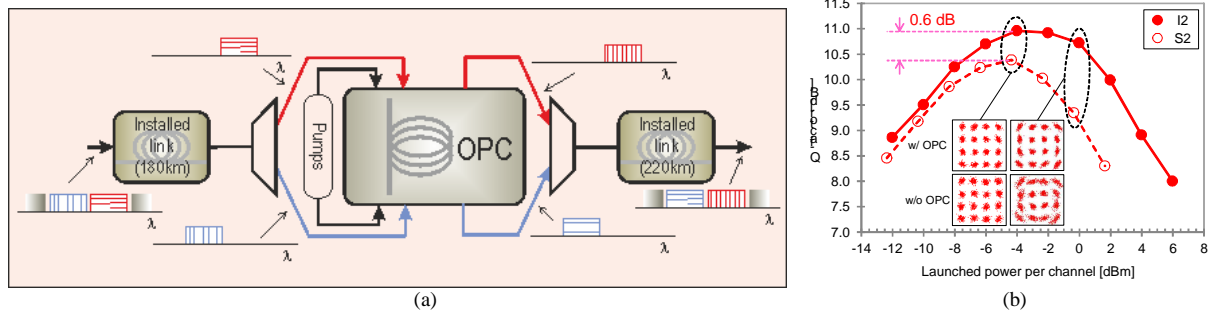 Installed
link
(180km)
λ
λ
λ
Pumps
OPC
λ
λ
Installed
link
(220km)
λ
(a)
11.5
11.0
10.5
10.0
9.5
9.0
8.5
8.0
7.5
7.0
0.6 dB
I2
S2
w/ OPC
w/o OPC
-14 -12 -10 -8 -6 -4 -2 0 2 4 6 8
Launched power per channel [dBm]
(b)